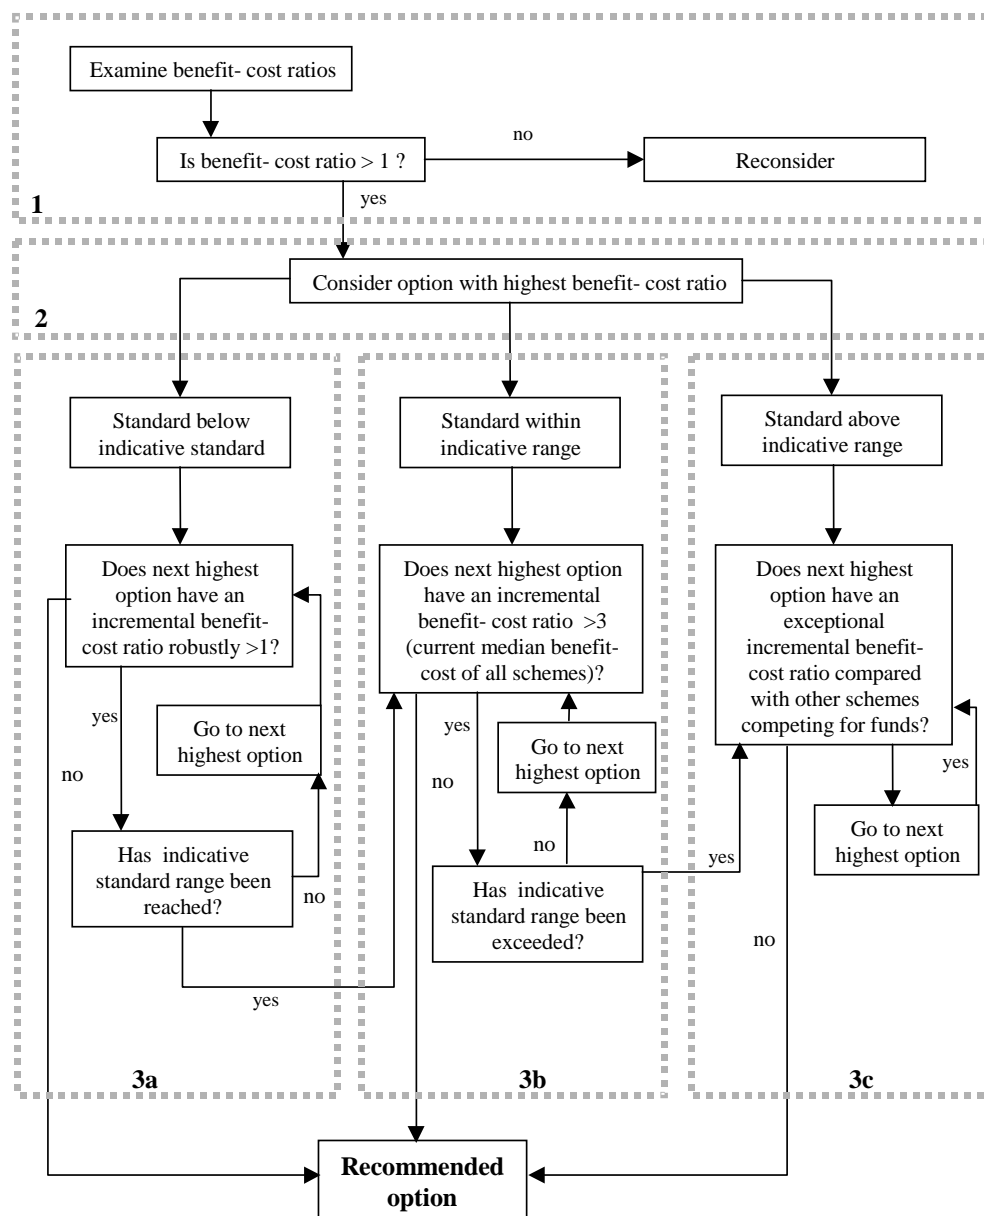 Examine benefit- cost ratios
no
Is benefit- cost ratio > 1 ?
Reconsider
yes
1
Consider option with highest benefit- cost ratio
2
Standard below
indicative standard
Standard within
indicative range
Standard above
indicative range
Does next highest
option have an
incremental benefit-
cost ratio robustly >1?
Does next highest option
have an incremental
benefit- cost ratio >3
(current median benefit-
cost of all schemes)?
Does next highest
option have an
exceptional
incremental benefit-
cost ratio compared
with other schemes
competing for funds?
yes
Go to next
highest option
no
yes
Go to next
highest option
no
yes
Go to next
highest option
Has indicative
standard range been
reached?
no
no
Has indicative
standard range been
exceeded?
yes
no
yes
3a
3b
3c
Recommended
option